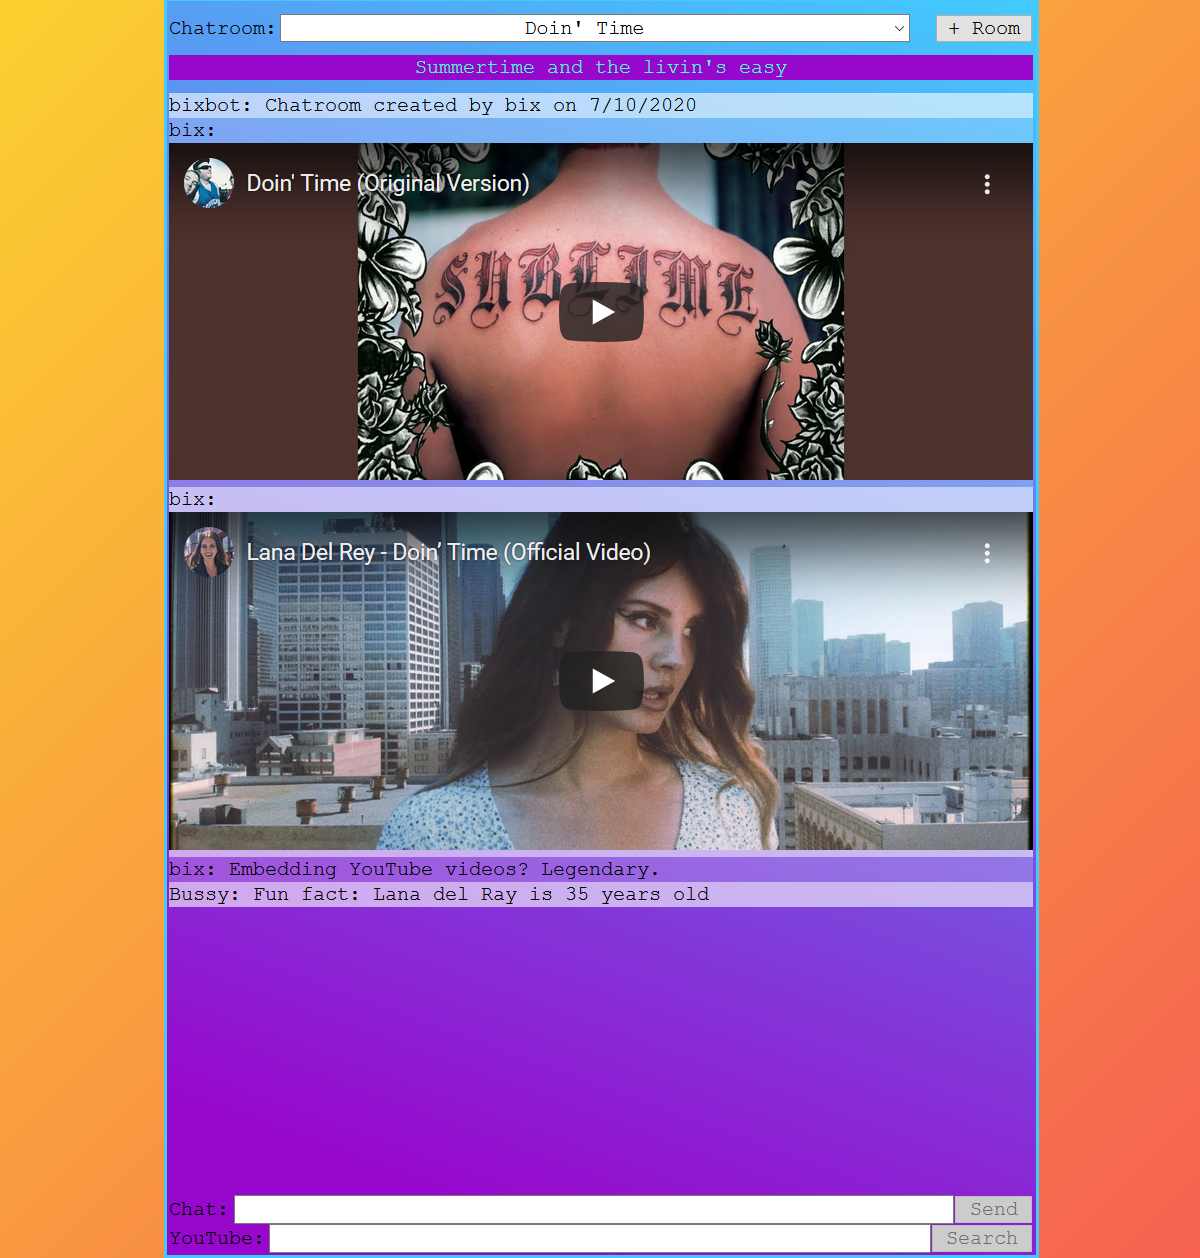 Chatroom: Doin' Time + Room
Summertime and the livin's easy
bixbot: Chatroom created by bix on 7/10/2020
bix:
Doin' Time (Original Version)
SUBLIME
bix:
Lana Del Rey - Doin’ Time (Official Video)
bix: Embedding YouTube videos? Legendary.
Bussy: Fun fact: Lana del Ray is 35 years old
Chat: Send
YouTube: Search